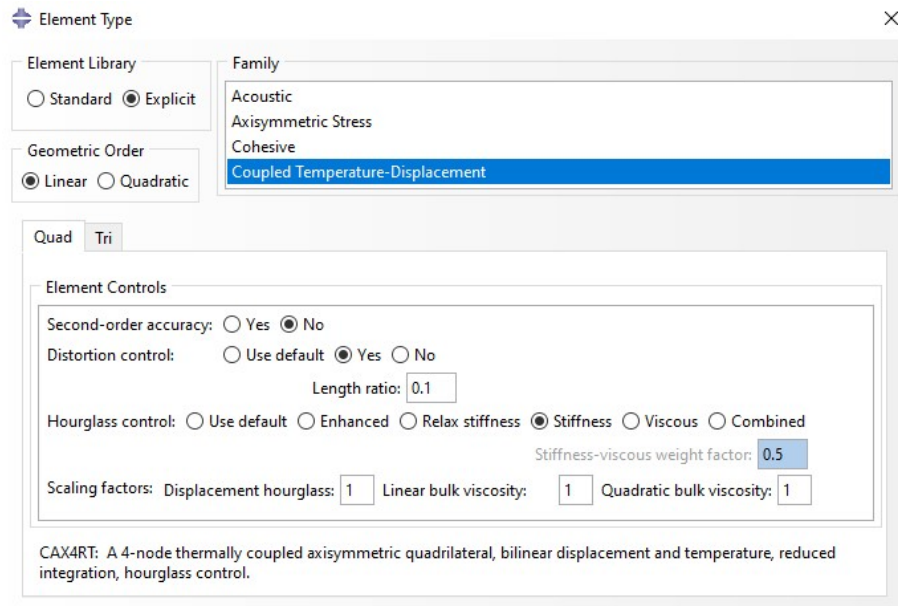 Element Type
Element Library
Standard Explicit
Family
Acoustic
Axisymmetric Stress
Cohesive
Coupled Temperature-Displacement
Geometric Order
Linear Quadratic
Quad Tri
Element Controls
Second-order accuracy: Yes No
Distortion control: Use default Yes No
Length ratio: 0.1
Hourglass control: Use default Enhanced Relax stiffness Stiffness Viscous Combined
Stiffness-viscous weight factor: 0.5
Scaling factors: Displacement hourglass: 1 Linear bulk viscosity: 1 Quadratic bulk viscosity: 1
CAX4RT: A 4-node thermally coupled axisymmetric quadrilateral, bilinear displacement and temperature, reduced
integration, hourglass control.